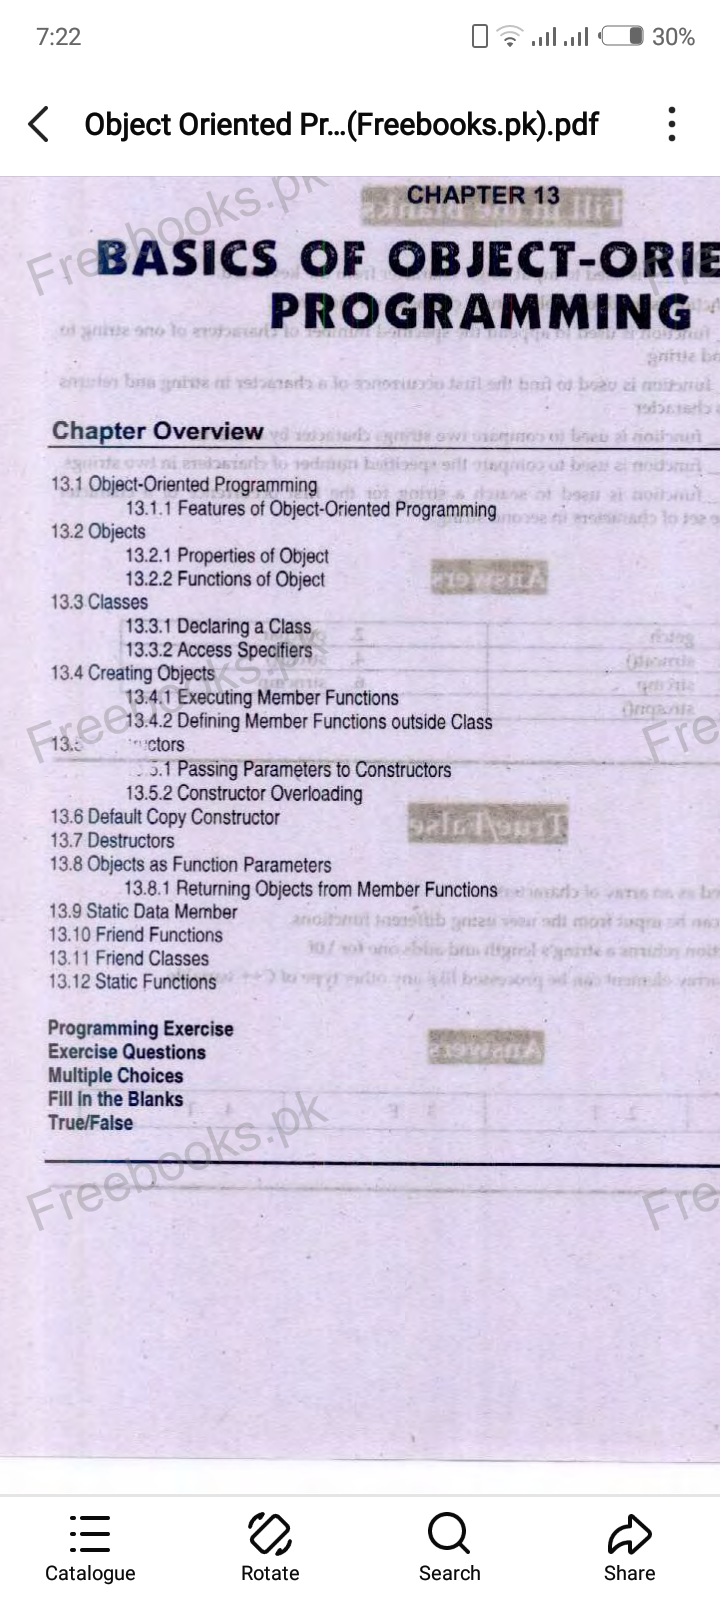 7:22
30%
Object Oriented Pr...(Freebooks.pk).pdf
CHAPTER 13
BASICS OF OBJECT-ORIE
PROGRAMMING
Chapter Overview
13.1 Object-Oriented Programming
13.1.1 Features of Object-Oriented Programming
13.2 Objects
13.2.1 Properties of Object
13.2.2 Functions of Object
13.3 Classes
13.3.1 Declaring a Class
13.3.2 Access Specifiers
13.4 Creating Objects
13.4.1 Executing Member Functions
13.4.2 Defining Member Functions outside Class
13. ctors
5.1 Passing Parameters to Constructors
13.5.2 Constructor Overloading
13.6 Default Copy Constructor
13.7 Destructors
13.8 Objects as Function Parameters
13.8.1 Returning Objects from Member Functions
13.9 Static Data Member
13.10 Friend Functions
13.11 Friend Classes
13.12 Static Functions
Programming Exercise
Exercise Questions
Multiple Choices
Fill in the Blanks
True/False
Freebooks.pk
Freebooks.pk
Fre
Freebooks.pk
Fre
Catalogue
Rotate
Search
Share